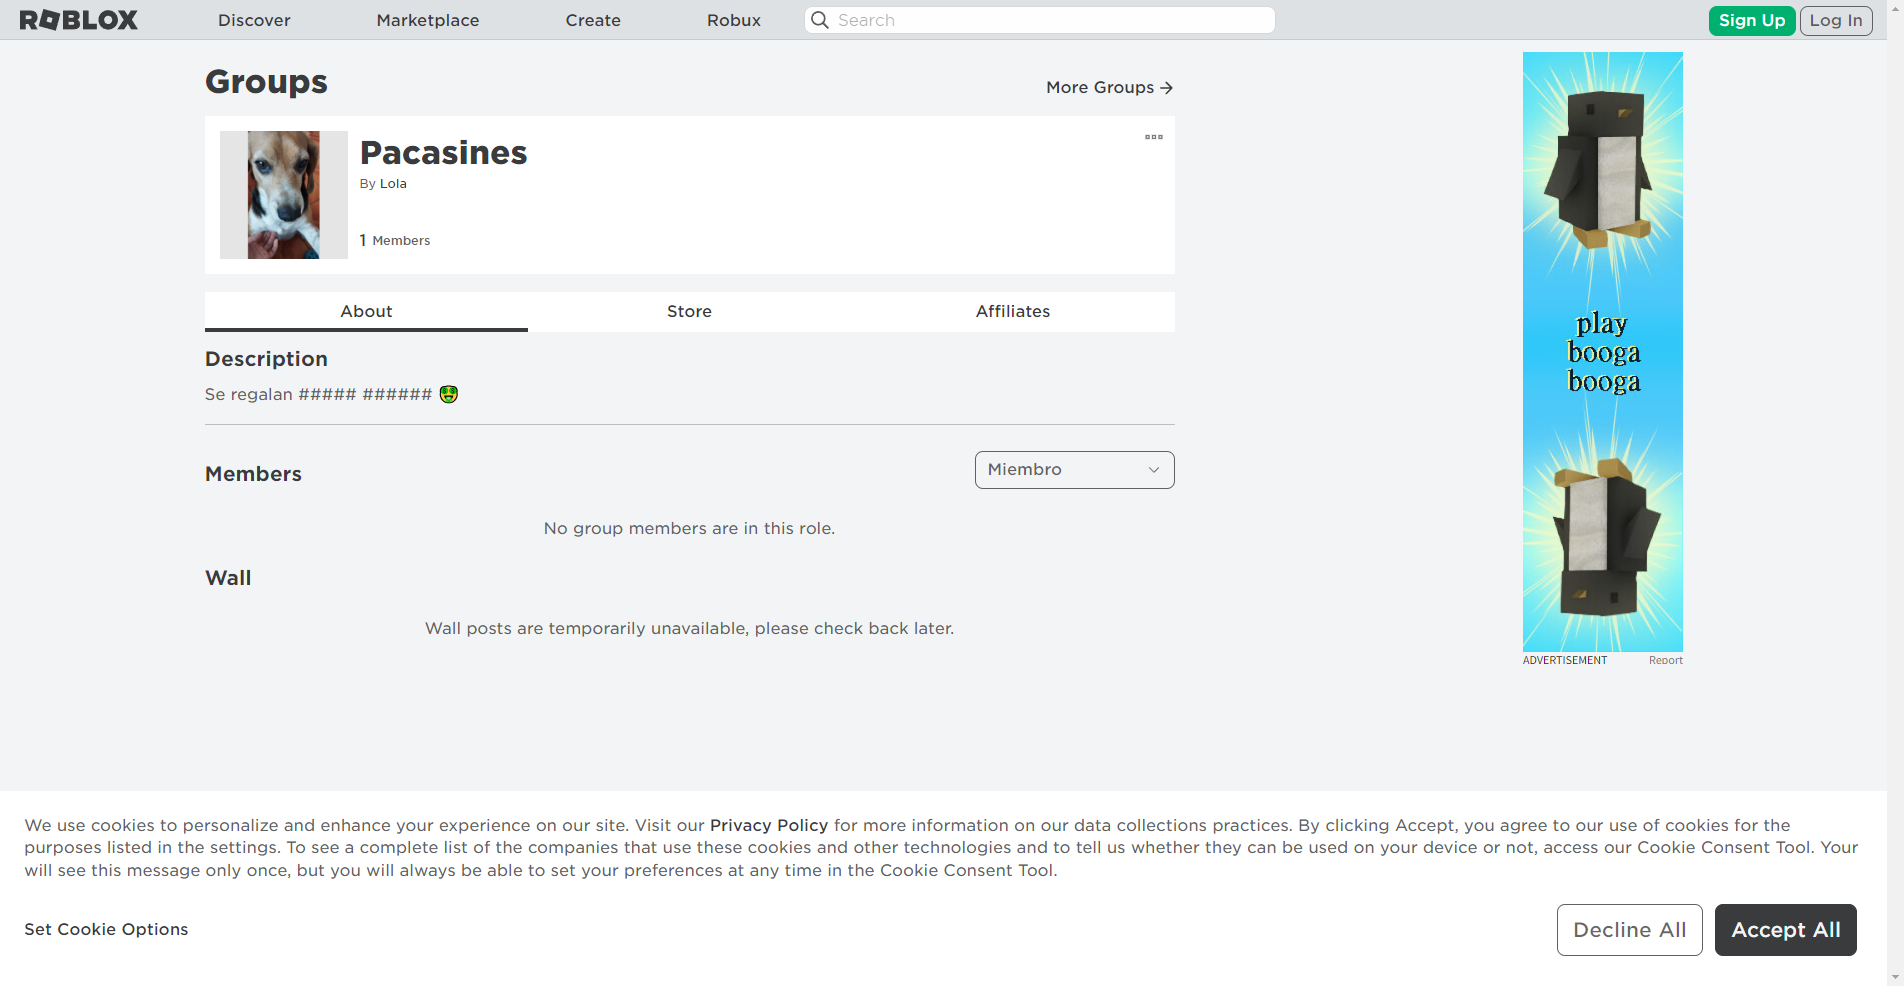 ROBLOX
Discover
Marketplace
Create
Robux
Search
Sign Up
Log In
Groups
More Groups
Pacasines
By Lola
1 Members
About
Store
Affiliates
Description
Se regalan ##### ###### 🤑
Members
Miembro
No group members are in this role.
Wall
Wall posts are temporarily unavailable, please check back later.
play
booga
booga
ADVERTISEMENT
Report
We use cookies to personalize and enhance your experience on our site. Visit our Privacy Policy for more information on our data collections practices. By clicking Accept, you agree to our use of cookies for the
purposes listed in the settings. To see a complete list of the companies that use these cookies and other technologies and to tell us whether they can be used on your device or not, access our Cookie Consent Tool. Your
will see this message only once, but you will always be able to set your preferences at any time in the Cookie Consent Tool.
Set Cookie Options
Decline All
Accept All